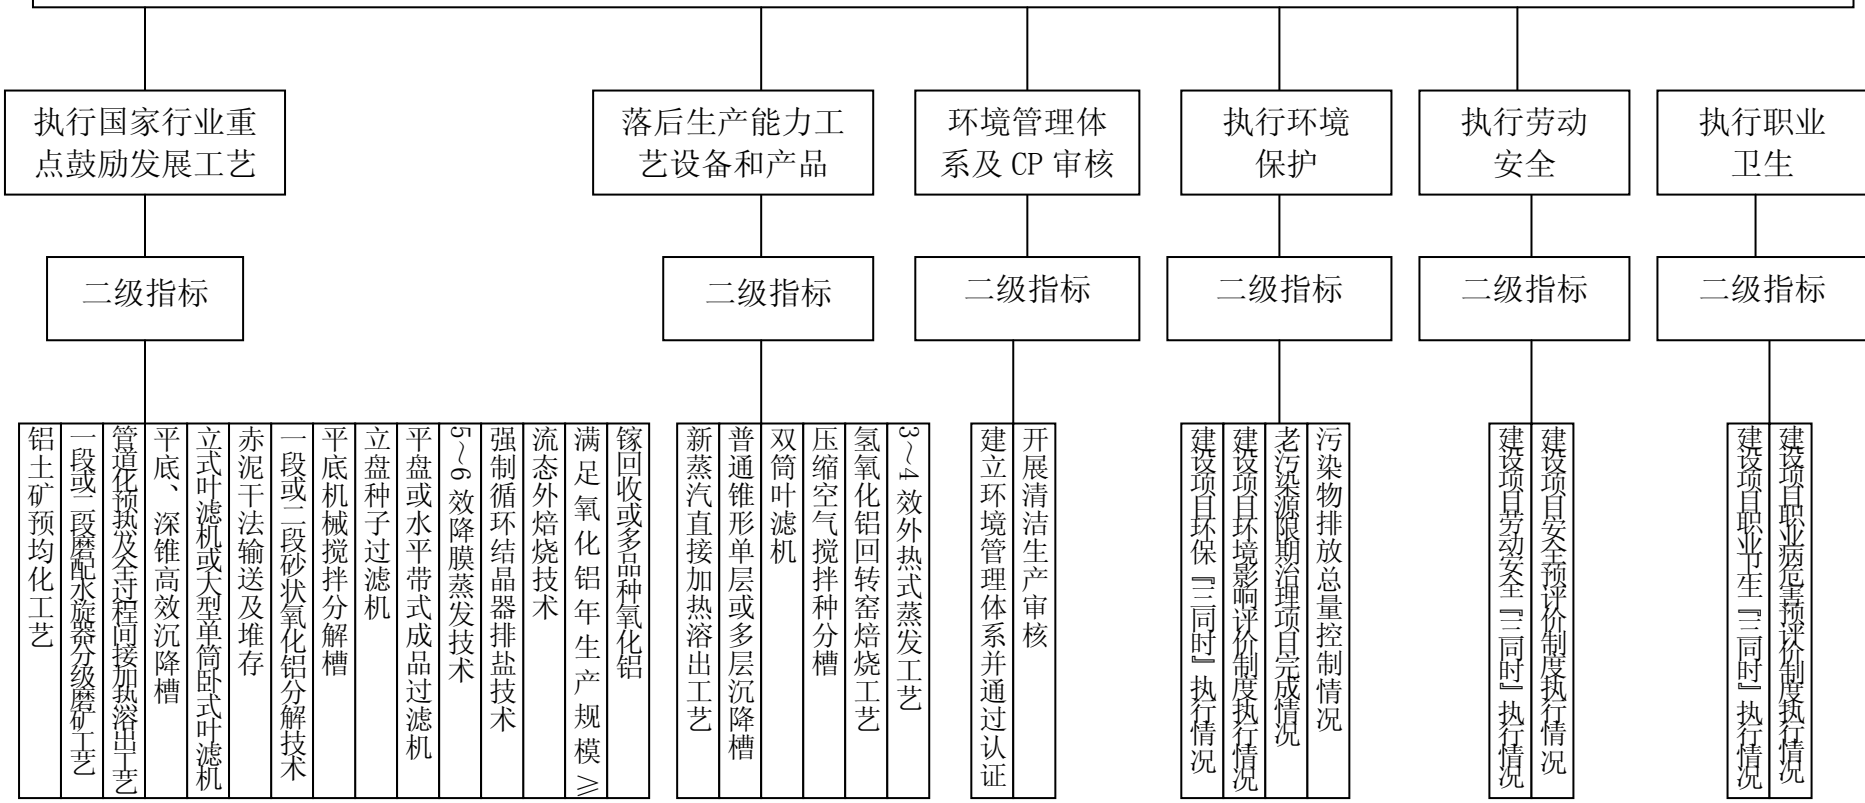 执行国家行业重
点鼓励发展工艺
落后生产能力工
艺设备和产品
环境管理体
系及 CP 审核
执行环境
保护
执行劳动
安全
执行职业
卫生
二级指标
二级指标
二级指标
二级指标
二级指标
二级指标
铝土矿预均化工艺
一段或二段磨配水旋器分级磨矿工艺
管道化预热及全过程间接加热溶出工艺
平底、深锥高效沉降槽
立式叶滤机或大型单筒卧式叶滤机
赤泥干法输送及堆存
一段或二段砂状氧化铝分解技术
平底机械搅拌分解槽
立盘种子过滤机
平盘或水平带式成品过滤机
5~6 效降膜蒸发技术
强制循环结晶器排盐技术
流态外焙烧技术
满足氧化铝年生产规模≤
镓回收或多品种氧化铝
新蒸汽直接加热溶出工艺
普通锥形单层或多层沉降槽
双筒叶滤机
压缩空气搅拌种分槽
氢氧化铝回转窑焙烧工艺
3~4 效外热式蒸发工艺
建立环境管理体系并通过认证
开展清洁生产审核
建设项目环保『三同时』执行情况
建设项目环境影响评价制度执行情况
老污染源限期治理项目完成情况
污染物排放总量控制情况
建设项目劳动安全『三同时』执行情况
建设项目安全预评价制度执行情况
建设项目职业卫生『三同时』执行情况
建设项目职业病危害预评价制度执行情况